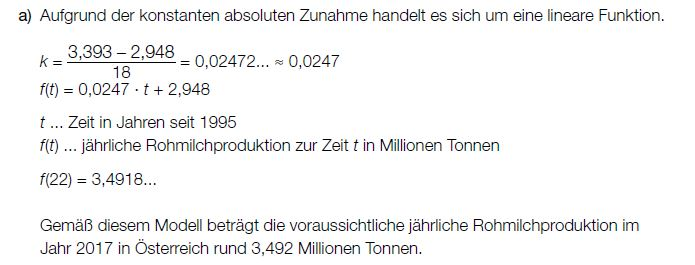 a) Aufgrund der konstanten absoluten Zunahme handelt es sich um eine lineare Funktion.
k = \frac{3,393 – 2,948}{18} = 0,02472... ≈ 0,0247
f(t) = 0,0247 · t + 2,948
t ... Zeit in Jahren seit 1995
f(t) ... jährliche Rohmilchproduktion zur Zeit t in Millionen Tonnen
f(22) = 3,4918...
Gemäß diesem Modell beträgt die voraussichtliche jährliche Rohmilchproduktion im
Jahr 2017 in Österreich rund 3,492 Millionen Tonnen.